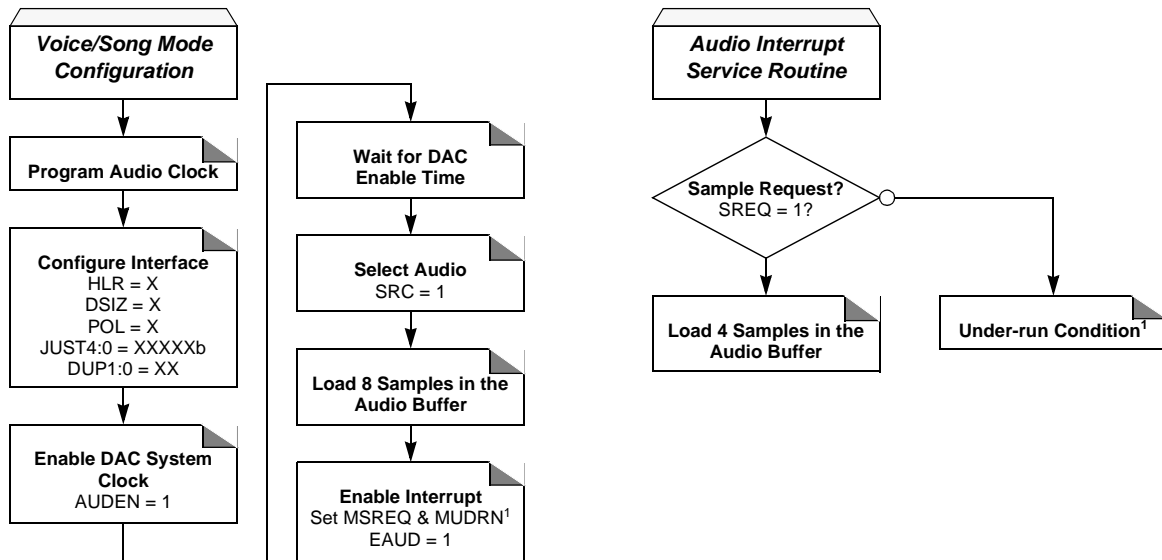 Voice/Song Mode
Configuration
Program Audio Clock
Configure Interface
HLR = X
DSIZ = X
POL = X
JUST4:0 = XXXXXb
DUP1:0 = XX
Enable DAC System
Clock
AUDEN = 1
Wait for DAC
Enable Time
Select Audio
SRC = 1
Load 8 Samples in the
Audio Buffer
Enable Interrupt
Set MSREQ & MUDRN1
EAUD = 1
Audio Interrupt
Service Routine
Sample Request?
SREQ = 1?
Load 4 Samples in the
Audio Buffer
Under-run Condition1